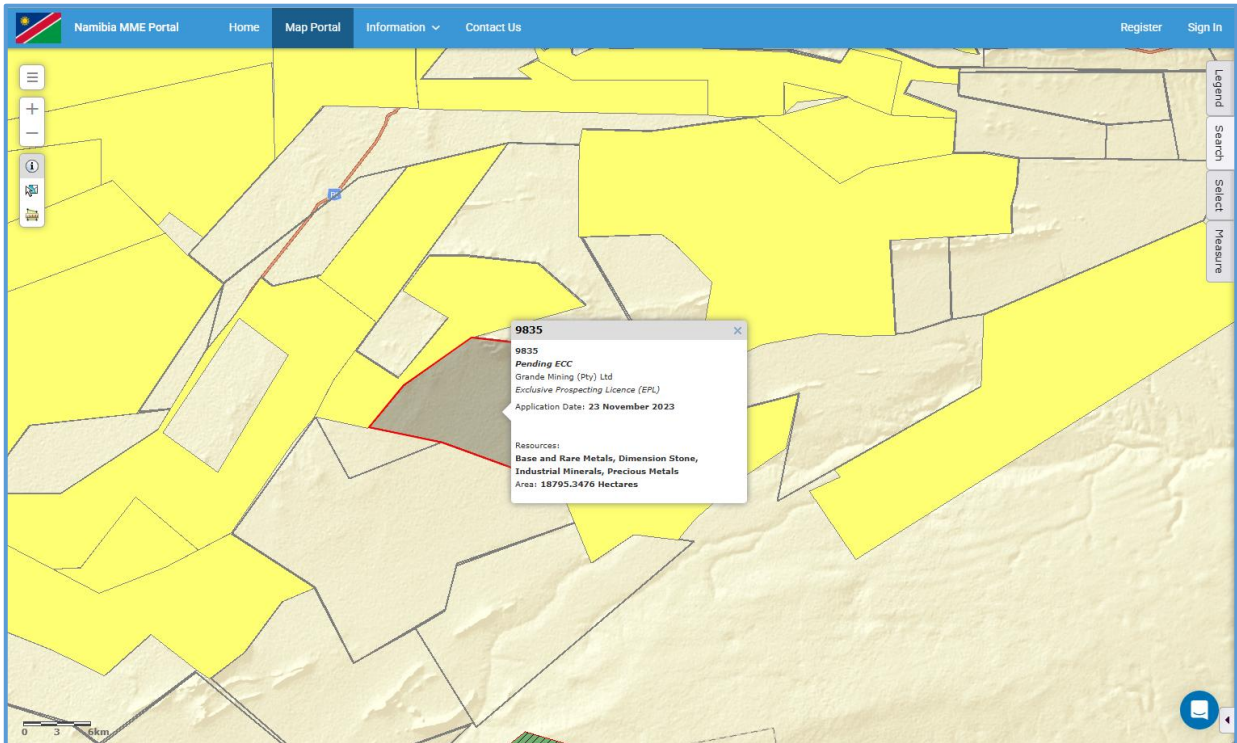 Namibia MME Portal Home Map Portal Information Contact Us Register Sign In
Legend
Search
Select
Measure
9835
9835
Pending ECC
Grande Mining (Pty) Ltd
Exclusive Prospecting Licence (EPL)
Application Date: 23 November 2023
Resources:
Base and Rare Metals, Dimension Stone,
Industrial Minerals, Precious Metals
Area: 18795.3476 Hectares
0 3 6km